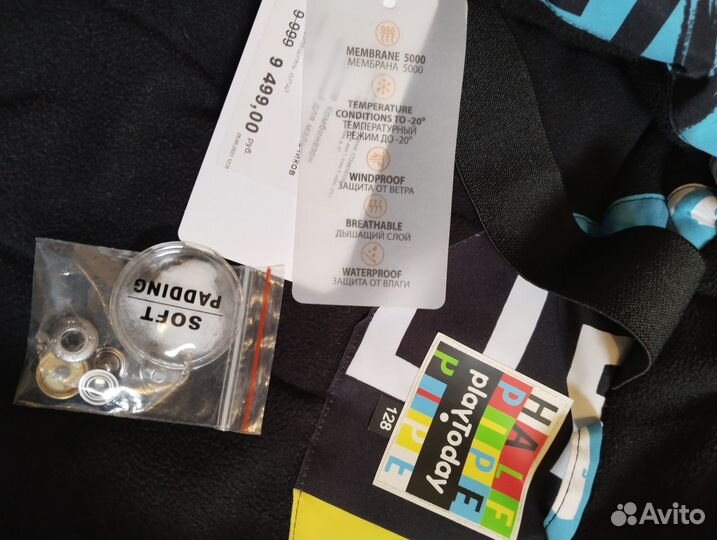 9 999 9 499,00 руб.
MEMBRANE 5000
МЕМБРАНА 5000
TEMPERATURE
CONDITIONS TO -20°
ТЕМПЕРАТУРНЫЙ
РЕЖИМ ДО -20°
WINDPROOF
ЗАЩИТА ОТ ВЕТРА
BREATHABLE
ДЫШАЩИЙ СЛОЙ
WATERPROOF
ЗАЩИТА ОТ ВЛАГИ
SOFT
PADDING
128
HALF
PIPE
playToday
PIPE
Avito